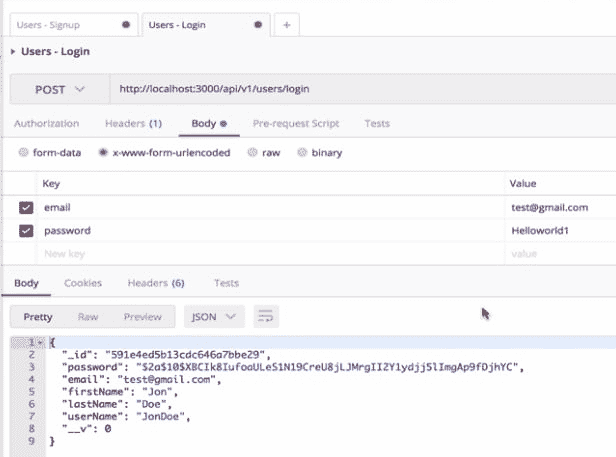 Users - Signup
Users - Login
+
Users - Login
POST
http://localhost:3000/api/v1/users/login
Authorization Headers (1) Body Pre-request Script Tests
form-data x-www-form-urlencoded raw binary
Key Value
email test@gmail.com
password Helloworld1
New key value
Body Cookies Headers (6) Tests
Pretty Raw Preview JSON
1 {
2 "_id": "591e4ed5b13cdc646a7bbe29",
3 "password": "$2a$10$XBCIk8IufoaULeS1N19CreU8jLJMrgII2Y1ydjj5lImgAp9fDjhYC",
4 "email": "test@gmail.com",
5 "firstName": "Jon",
6 "lastName": "Doe",
7 "userName": "JonDoe",
8 "__v": 0
9 }